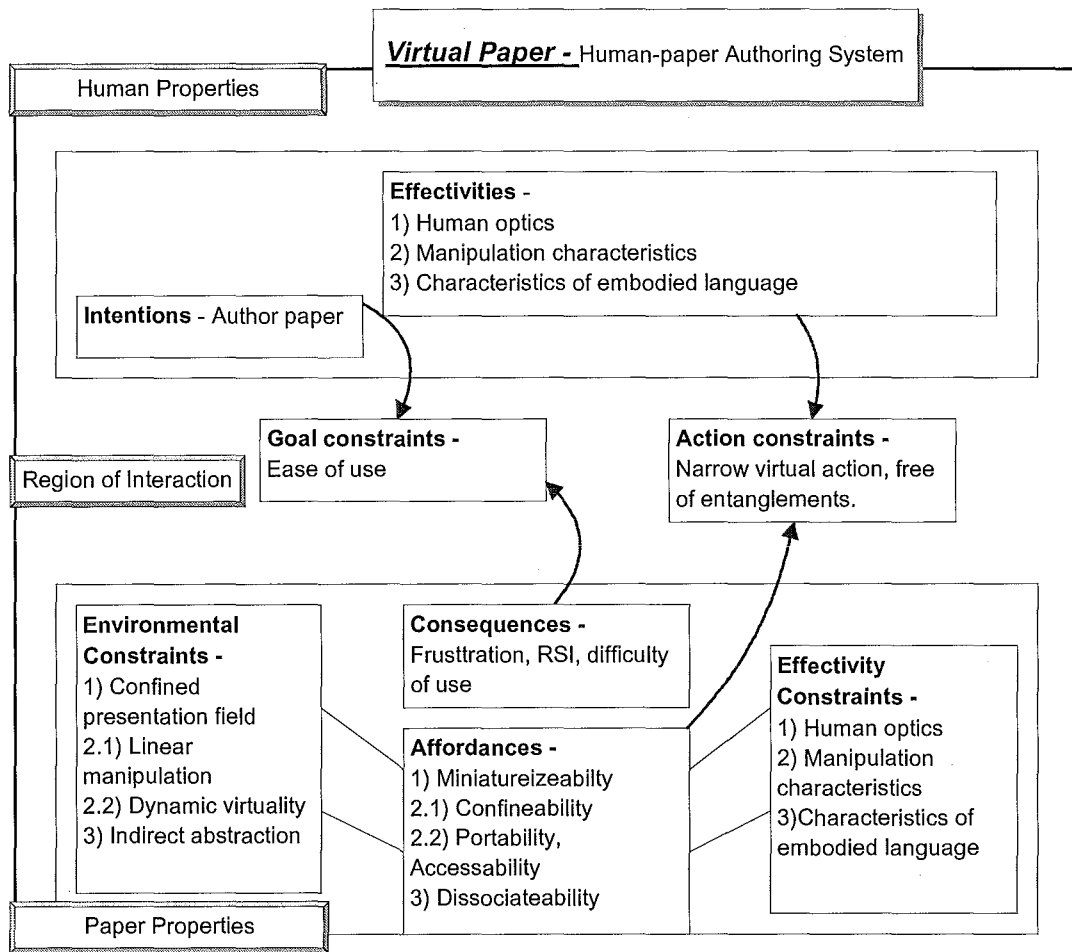 Virtual Paper - Human-paper Authoring System
Human Properties
Effectivities -
1) Human optics
2) Manipulation characteristics
3) Characteristics of embodied language
Intentions - Author paper
Goal constraints -
Ease of use
Action constraints -
Narrow virtual action, free
of entanglements.
Region of Interaction
Environmental
Constraints -
1) Confined
presentation field
2.1) Linear
manipulation
2.2) Dynamic virtuality
3) Indirect abstraction
Consequences -
Frusttration, RSI, difficulty
of use
Affordances -
1) Miniatureizeabilty
2.1) Confineability
2.2) Portability,
Accessability
3) Dissociateability
Effectivity
Constraints -
1) Human optics
2) Manipulation
characteristics
3)Characteristics of
embodied language
Paper Properties